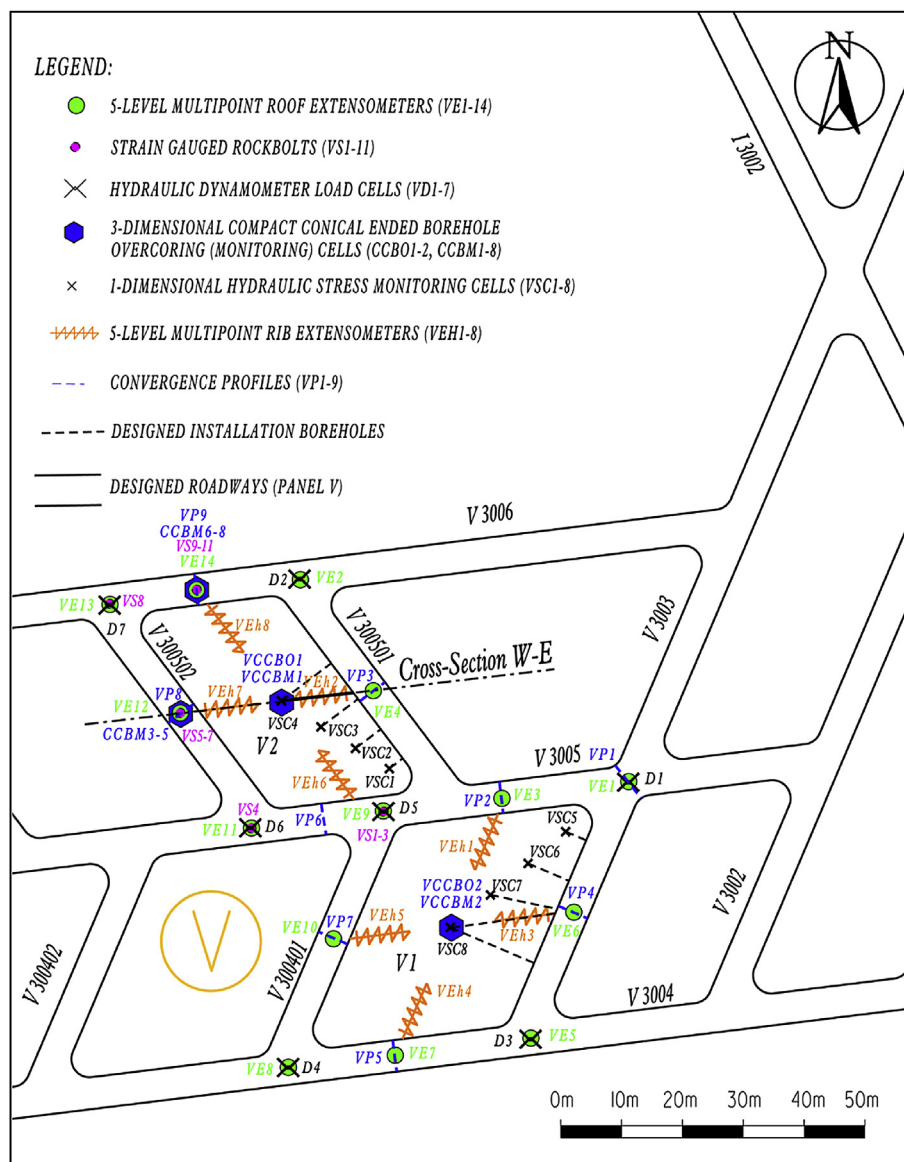 N
LEGEND:
5-LEVEL MULTIPOINT ROOF EXTENSOMETERS (VE1-14)
STRAIN GAUGED ROCKBOLTS (VS1-11)
HYDRAULIC DYNAMOMETER LOAD CELLS (VD1-7)
3-DIMENSIONAL COMPACT CONICAL ENDED BOREHOLE
OVERCORING (MONITORING) CELLS (CCBO1-2, CCBM1-8)
1-DIMENSIONAL HYDRAULIC STRESS MONITORING CELLS (VSC1-8)
5-LEVEL MULTIPOINT RIB EXTENSOMETERS (VEH1-8)
CONVERGENCE PROFILES (VP1-9)
DESIGNED INSTALLATION BOREHOLES
DESIGNED ROADWAYS (PANEL V)
I 3002
V 3006
VP9
CCBM6-8
VS9-11
VE14
D2
VE2
VE13
VS8
D7
V 300502
VEh8
V 300501
V 3003
VCCBO1
VCCBM1
VP3
Cross-Section W-E
VEh2
VEh7
VE4
VE12
VP8
CCBM3-5
VS5-7
VSC4
VSC3
V2
VSC2
VSC1
VEh6
V 3005
VP1
VE1
D1
VP2
VE3
VS4
VE11
D6
VP6
VE9
D5
VS1-3
VSC5
VEh1
VSC6
V 3002
VCCBO2
VCCBM2
VSC7
VP4
VE10
VP7
VEh5
VEh3
VE6
VSC8
V
V1
V 300402
V 300401
VEh4
V 3004
D3
VE5
VP5
VE7
VE8
D4
0m 10m 20m 30m 40m 50m